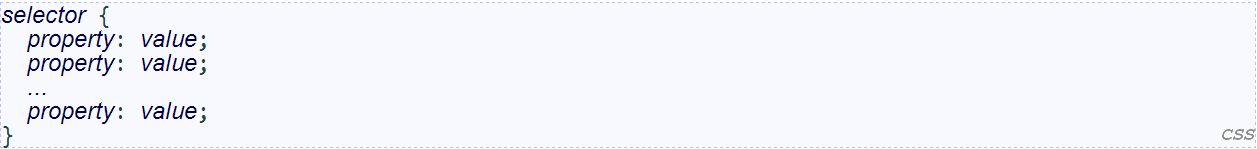 selector {
property: value;
property: value;
...
property: value;
}
CSS